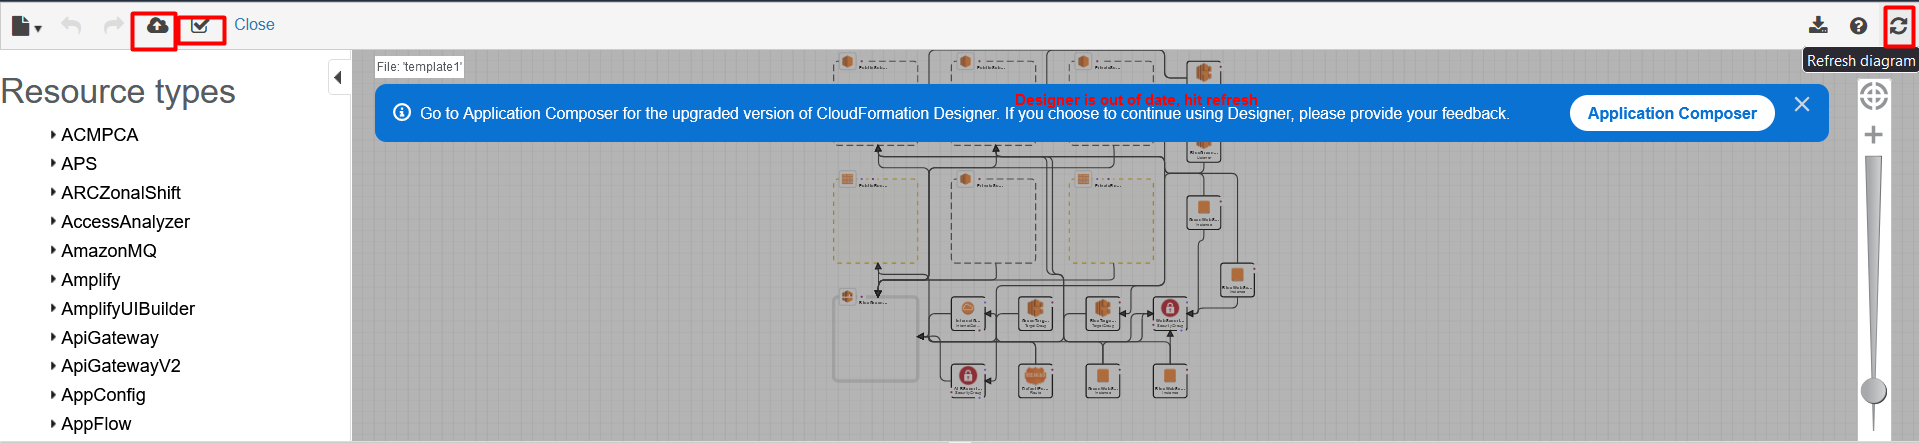 Close
Refresh diagram
File: 'template1'
Resource types
Designer is out of date, hit refresh
Go to Application Composer for the upgraded version of CloudFormation Designer. If you choose to continue using Designer, please provide your feedback.
Application Composer
ACMPCA
APS
ARCZonalShift
AccessAnalyzer
AmazonMQ
Amplify
AmplifyUIBuilder
ApiGateway
ApiGatewayV2
AppConfig
AppFlow